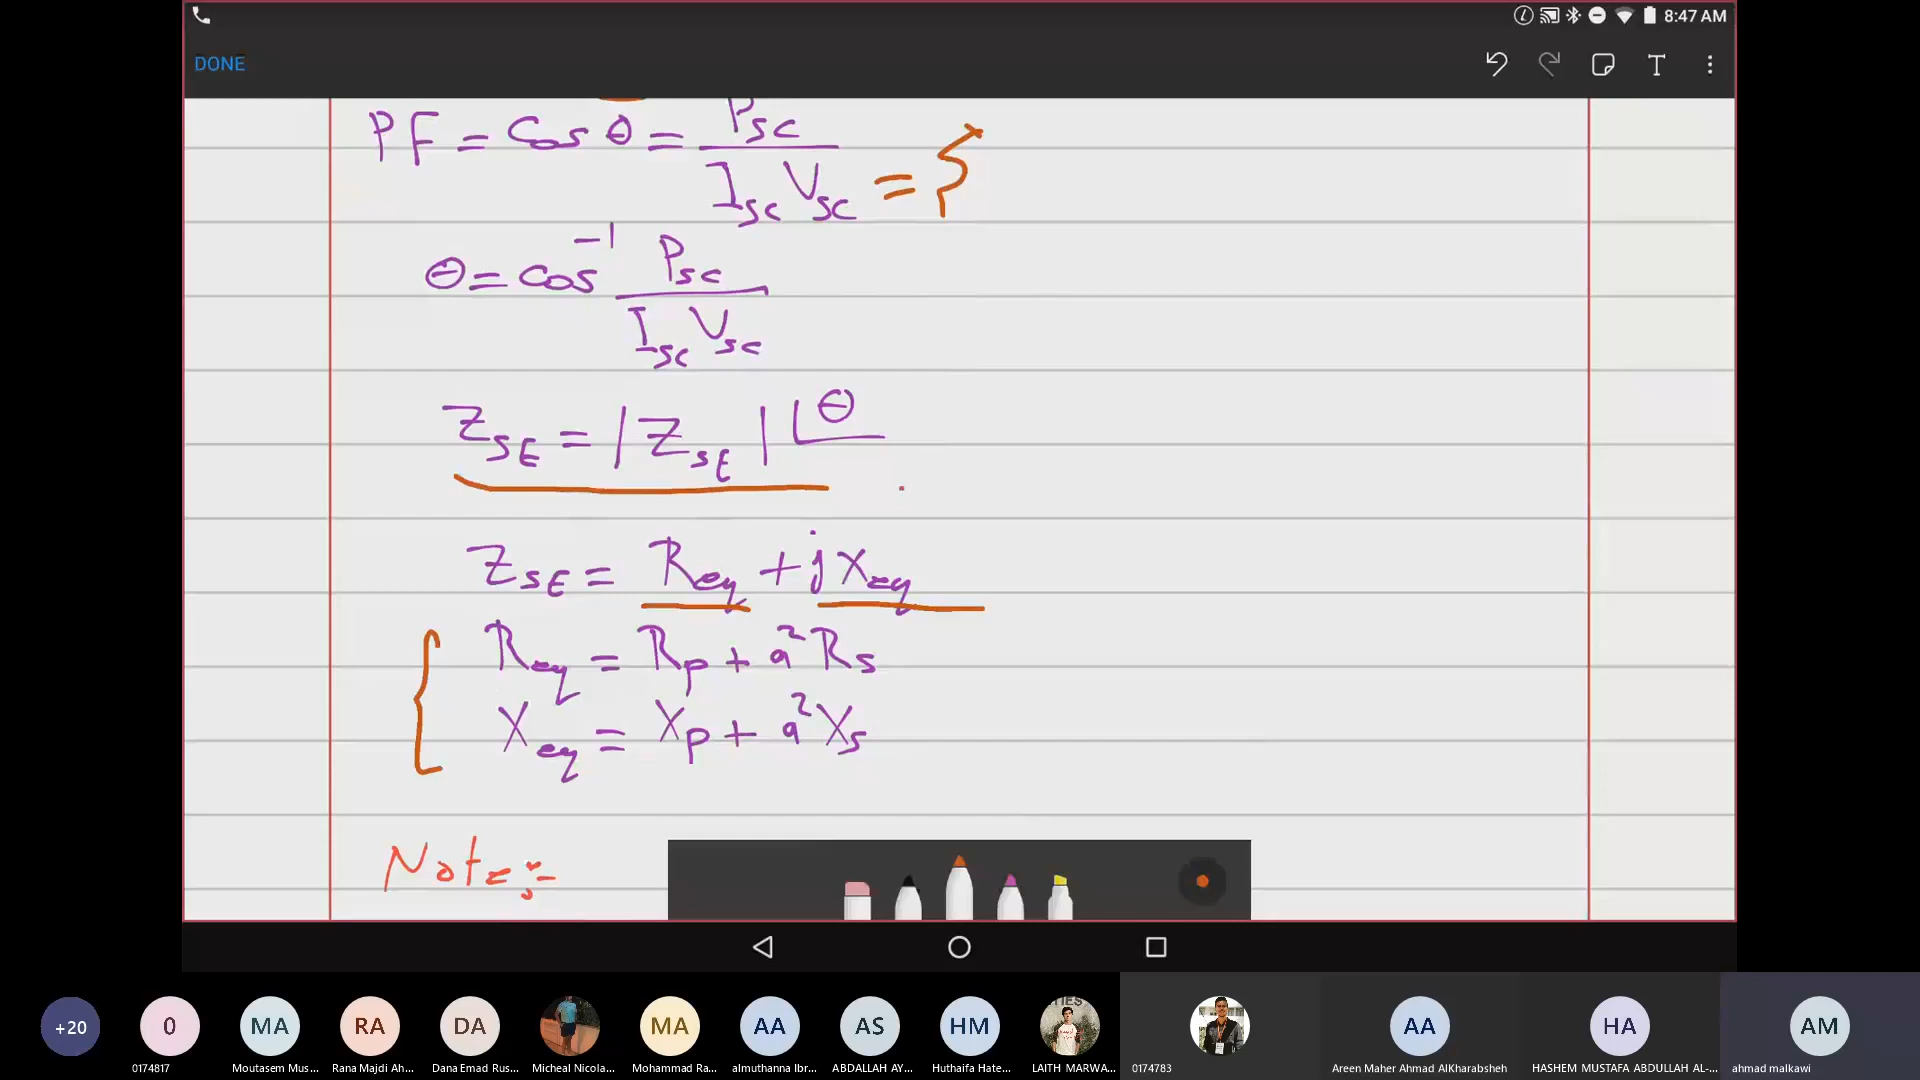 8:47 AM
DONE
PF = cos θ = Psc / Isc Vsc =
θ = cos⁻¹ Psc / Isc Vsc
ZSE = |ZSE| ∠θ
ZSE = Req + jXeq
Req = Rp + a²Rs
Xeq = Xp + a²Xs
Note:-
+20
0
MA
RA
DA
MA
AA
AS
HM
TIES
AA
HA
AM
0174817
Moutasem Mus...
Rana Majdi Ah...
Dana Emad Rus...
Micheal Nicola...
Mohammad Ra...
almuthanna Ibr...
ABDALLAH AY...
Huthaifa Hate...
LAITH MARWA...
0174783
Areen Maher Ahmad AlKharabsheh
HASHEM MUSTAFA ABDULLAH AL-...
ahmad malkawi